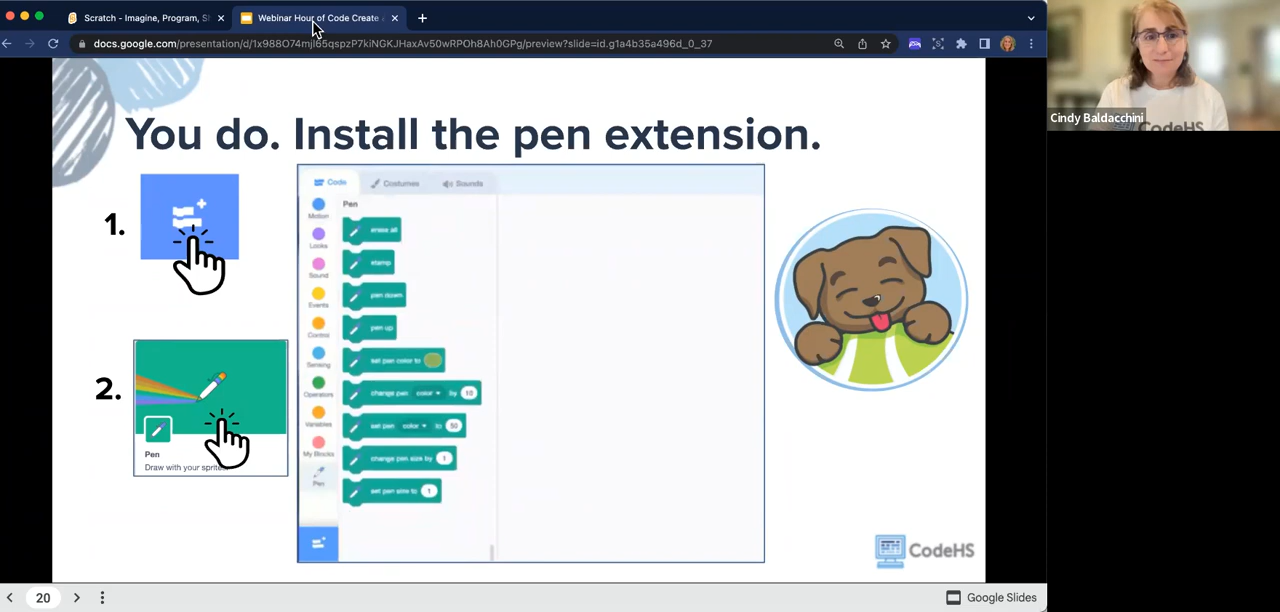 Scratch - Imagine, Program, S
Webinar Hour of Code Create
docs.google.com/presentation/d/1x988O74mjI65qspzP7kiNGKJHaxAv50wRPOh8Ah0GPg/preview?slide=id.g1a4b35a496d_0_37
Cindy Baldacchini
CodeHS
You do. Install the pen extension.
1.
2.
Pen
Draw with your sprites.
Code
Costumes
Sounds
Motion
Looks
Sound
Events
Control
Sensing
Operators
Variables
My Blocks
Pen
Pen
erase all
stamp
pen down
pen up
set pen color to
change pen color by 10
set pen color to 50
change pen size by 1
set pen size to 1
CodeHS
20
Google Slides